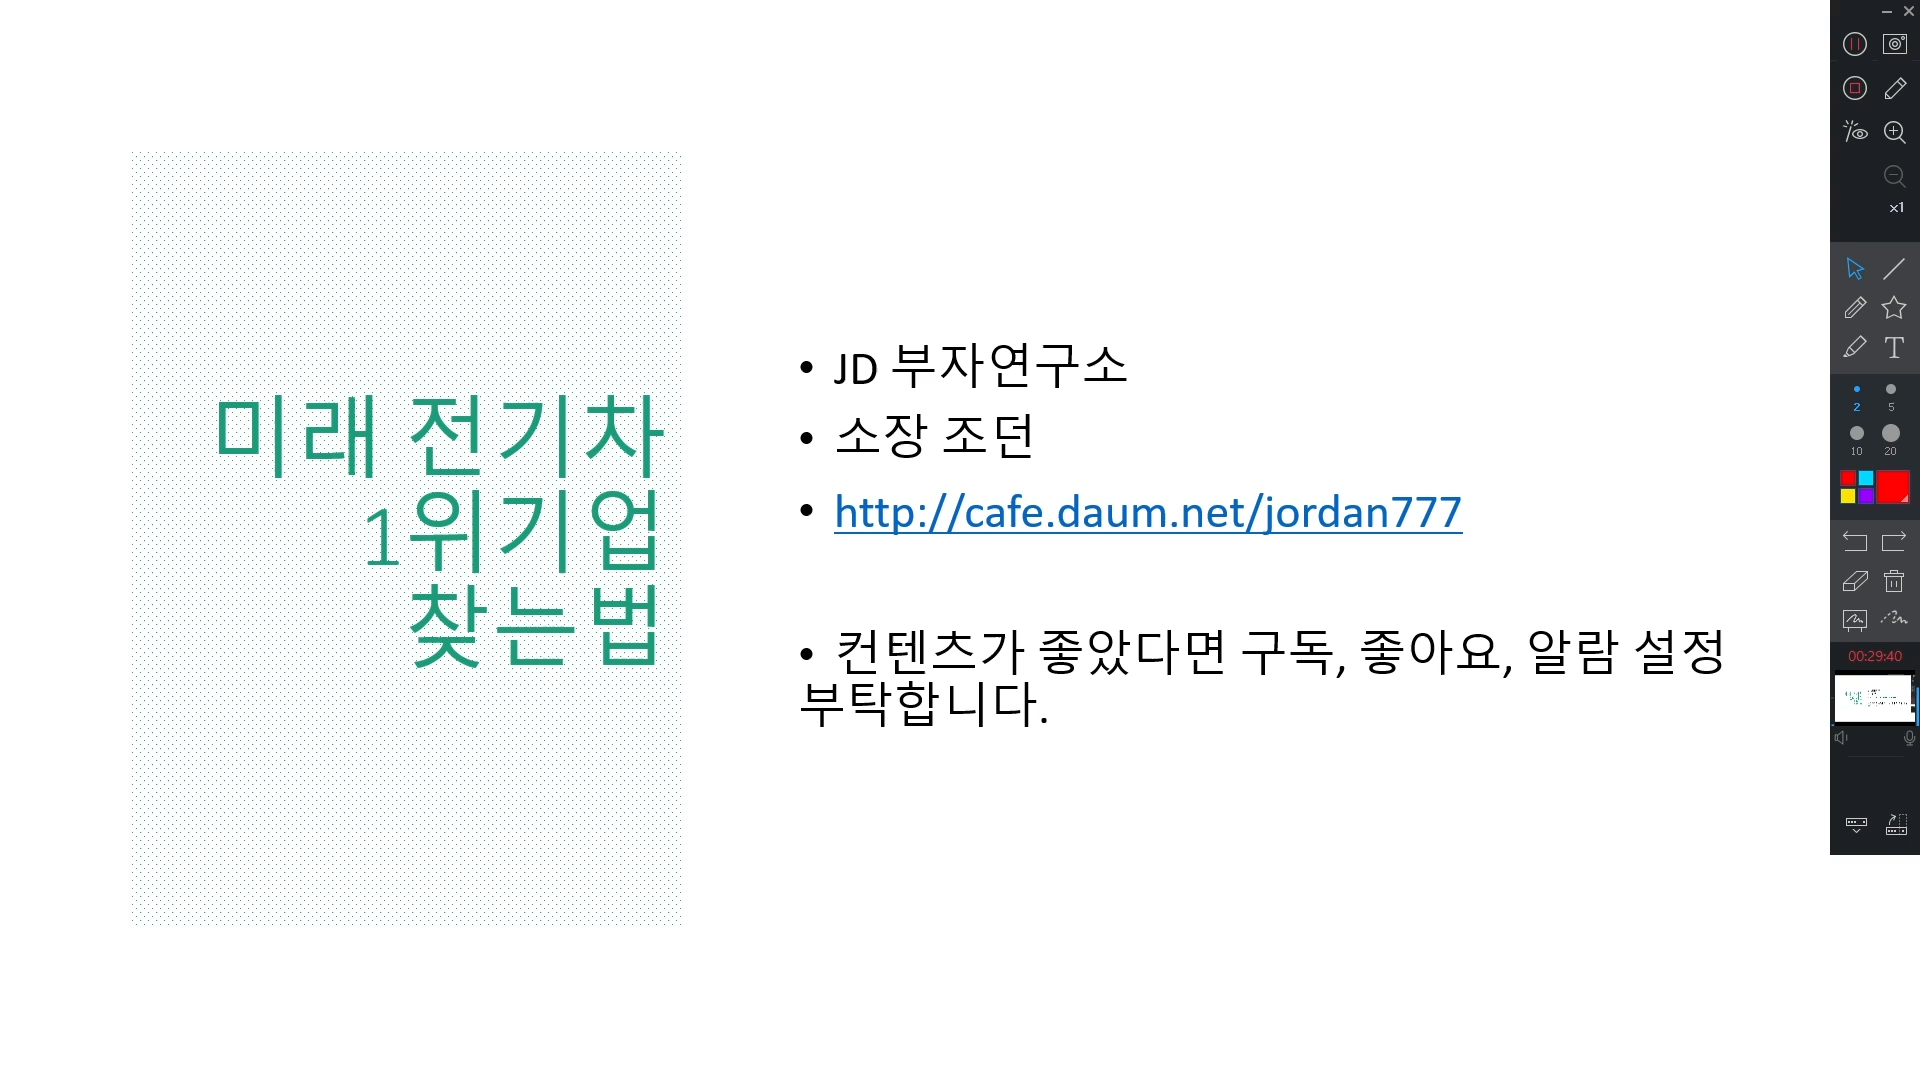 미래 전기차
1위기업
찾는법
• JD 부자연구소
• 소장 조던
• http://cafe.daum.net/jordan777
• 컨텐츠가 좋았다면 구독, 좋아요, 알람 설정
부탁합니다.
x1
T
2 5
10 20
00:29:40